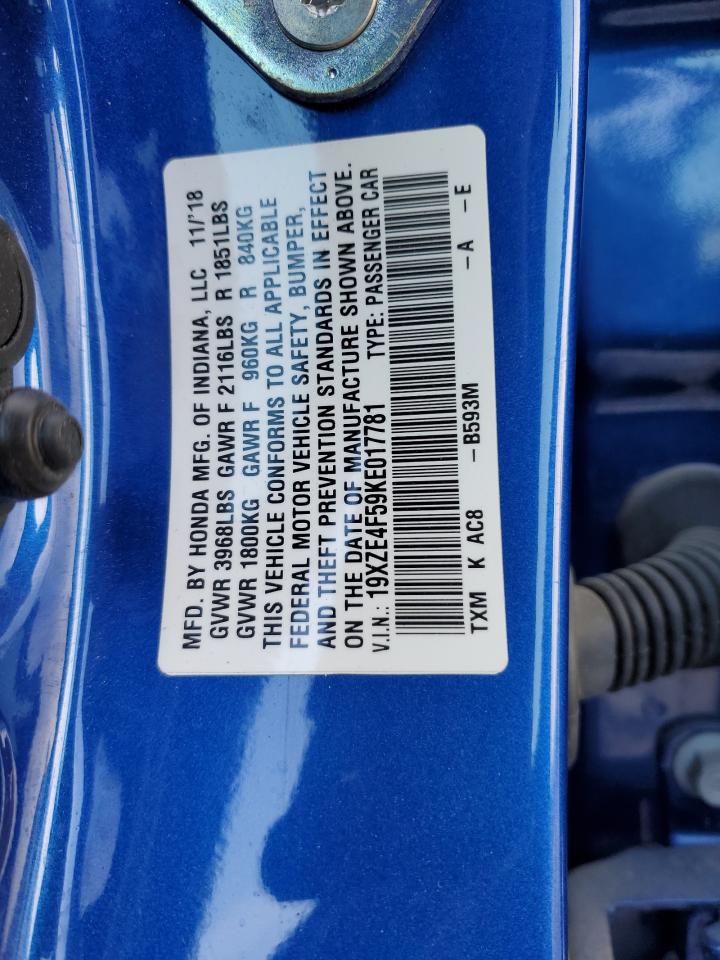 MFD. BY HONDA MFG. OF INDIANA, LLC 11/'18
GVWR 3968LBS GAWR F 2116LBS R 1851LBS
GVWR 1800KG GAWR F 960KG R 840KG
THIS VEHICLE CONFORMS TO ALL APPLICABLE
FEDERAL MOTOR VEHICLE SAFETY, BUMPER,
AND THEFT PREVENTION STANDARDS IN EFFECT
ON THE DATE OF MANUFACTURE SHOWN ABOVE.
V.I.N.: 19XZE4F59KE017781 TYPE: PASSENGER CAR
TXM K AC8 -B593M -A -E